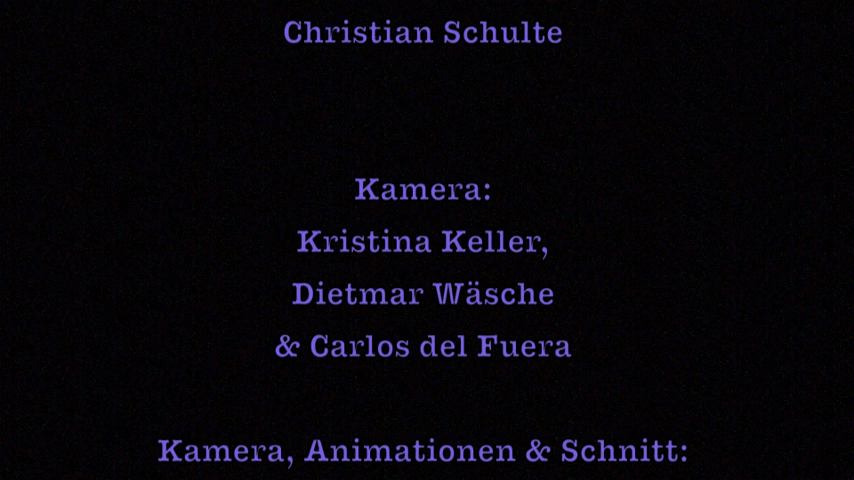 Christian Schulte
Kamera:
Kristina Keller,
Dietmar Wäsche
& Carlos del Fuera
Kamera, Animationen & Schnitt: